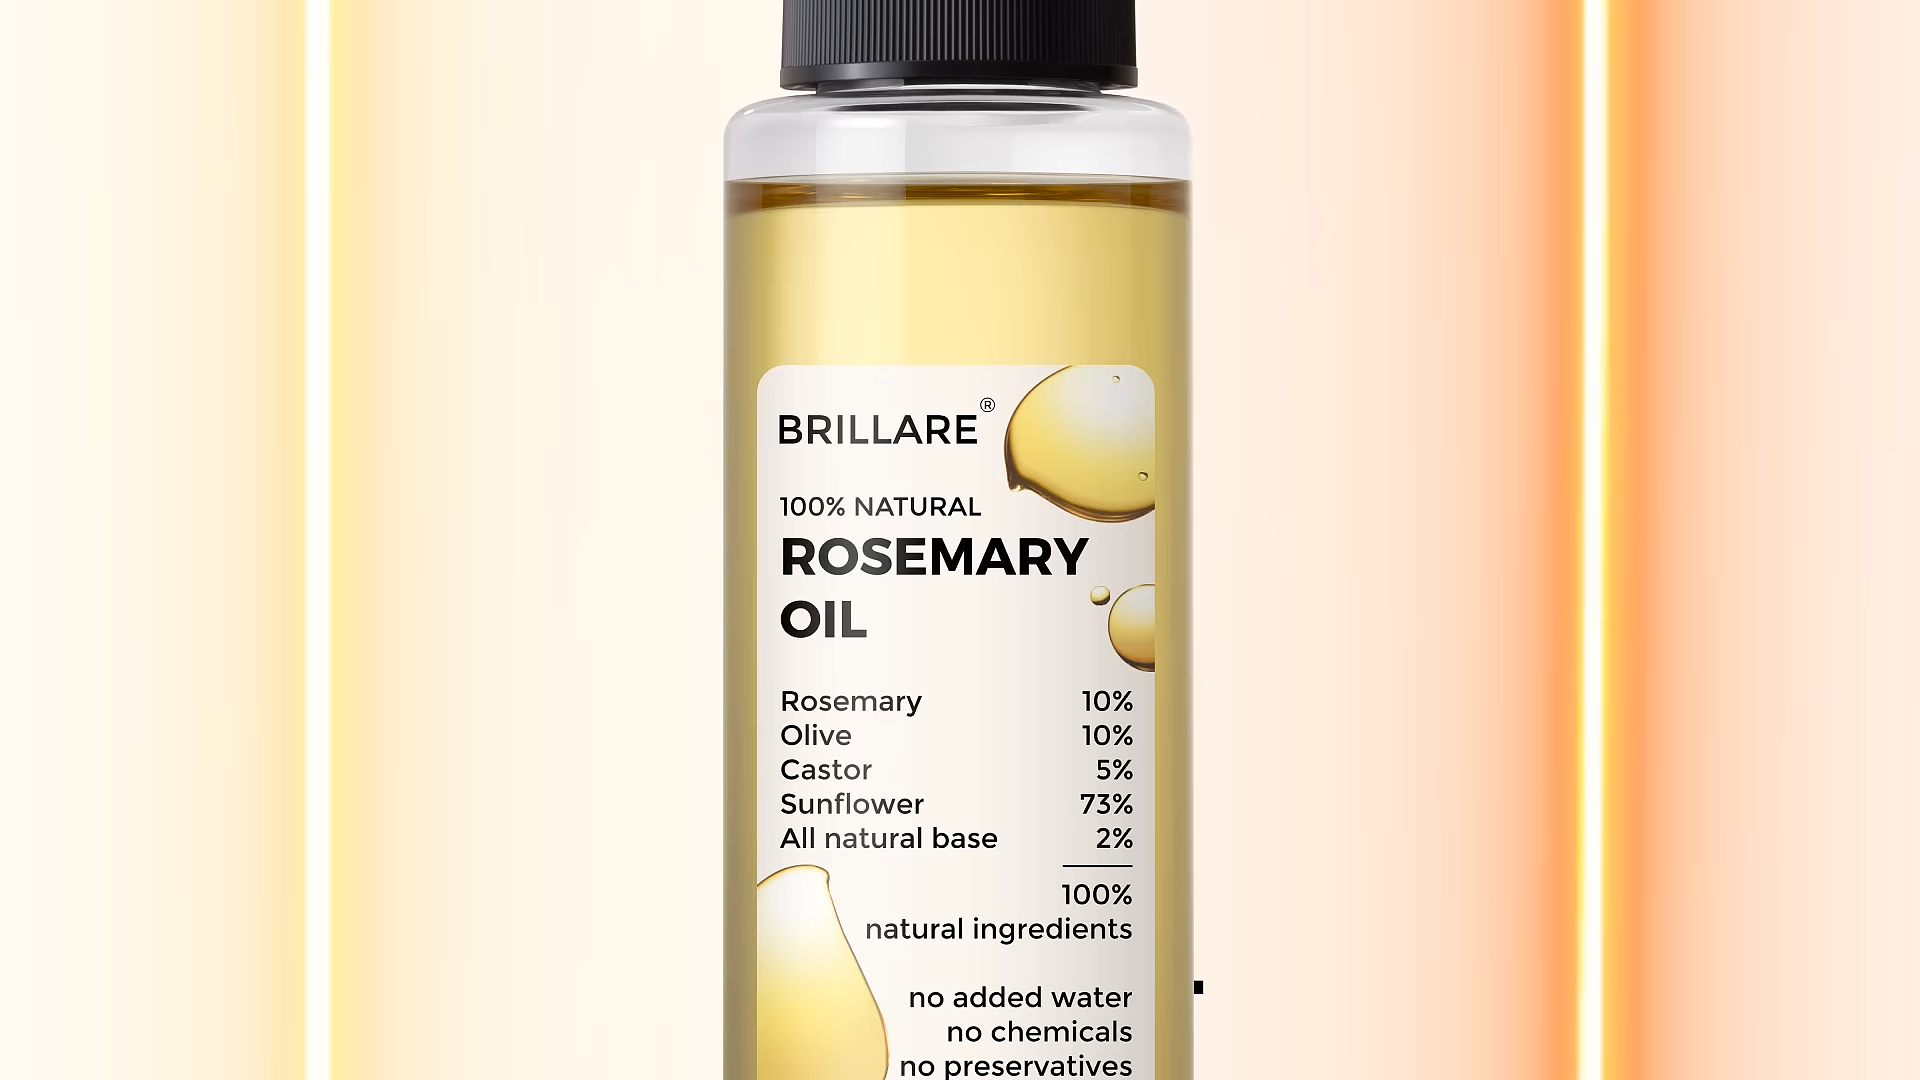 BRILLARE®
100% NATURAL
ROSEMARY
OIL
Rosemary 10%
Olive 10%
Castor 5%
Sunflower 73%
All natural base 2%
100%
natural ingredients
no added water
no chemicals
no preservatives